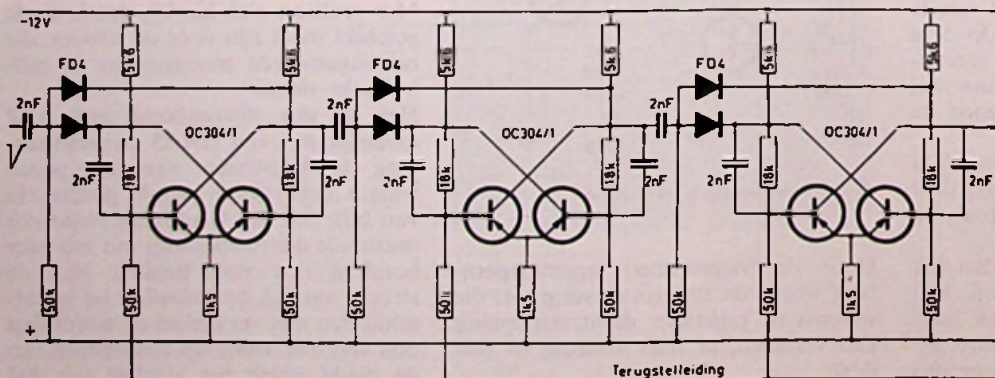 -12V
5k6 5k6 5k6 5k6 5k6 5k6
FD4 FD4 FD4
2nF 2nF 2nF
OC304/1 OC304/1 OC304/1
2nF 18k 18k 2nF 2nF 18k 18k 2nF 2nF 18k 18k 2nF
50k 50k 1k5 50k 50k 50k 1k5 50k 50k 50k 1k5 50k
+
Terugstelleiding